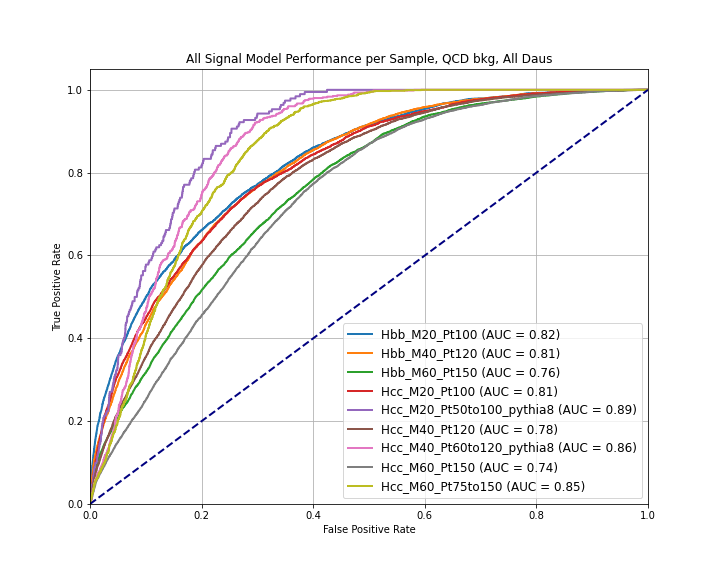 All Signal Model Performance per Sample, QCD bkg, All Daus
True Positive Rate
1.0
0.8
0.6
0.4
0.2
0.0
Hbb_M20_Pt100 (AUC = 0.82)
Hbb_M40_Pt120 (AUC = 0.81)
Hbb_M60_Pt150 (AUC = 0.76)
Hcc_M20_Pt100 (AUC = 0.81)
Hcc_M20_Pt50to100_pythia8 (AUC = 0.89)
Hcc_M40_Pt120 (AUC = 0.78)
Hcc_M40_Pt60to120_pythia8 (AUC = 0.86)
Hcc_M60_Pt150 (AUC = 0.74)
Hcc_M60_Pt75to150 (AUC = 0.85)
0.0 0.2 0.4 0.6 0.8 1.0
False Positive Rate